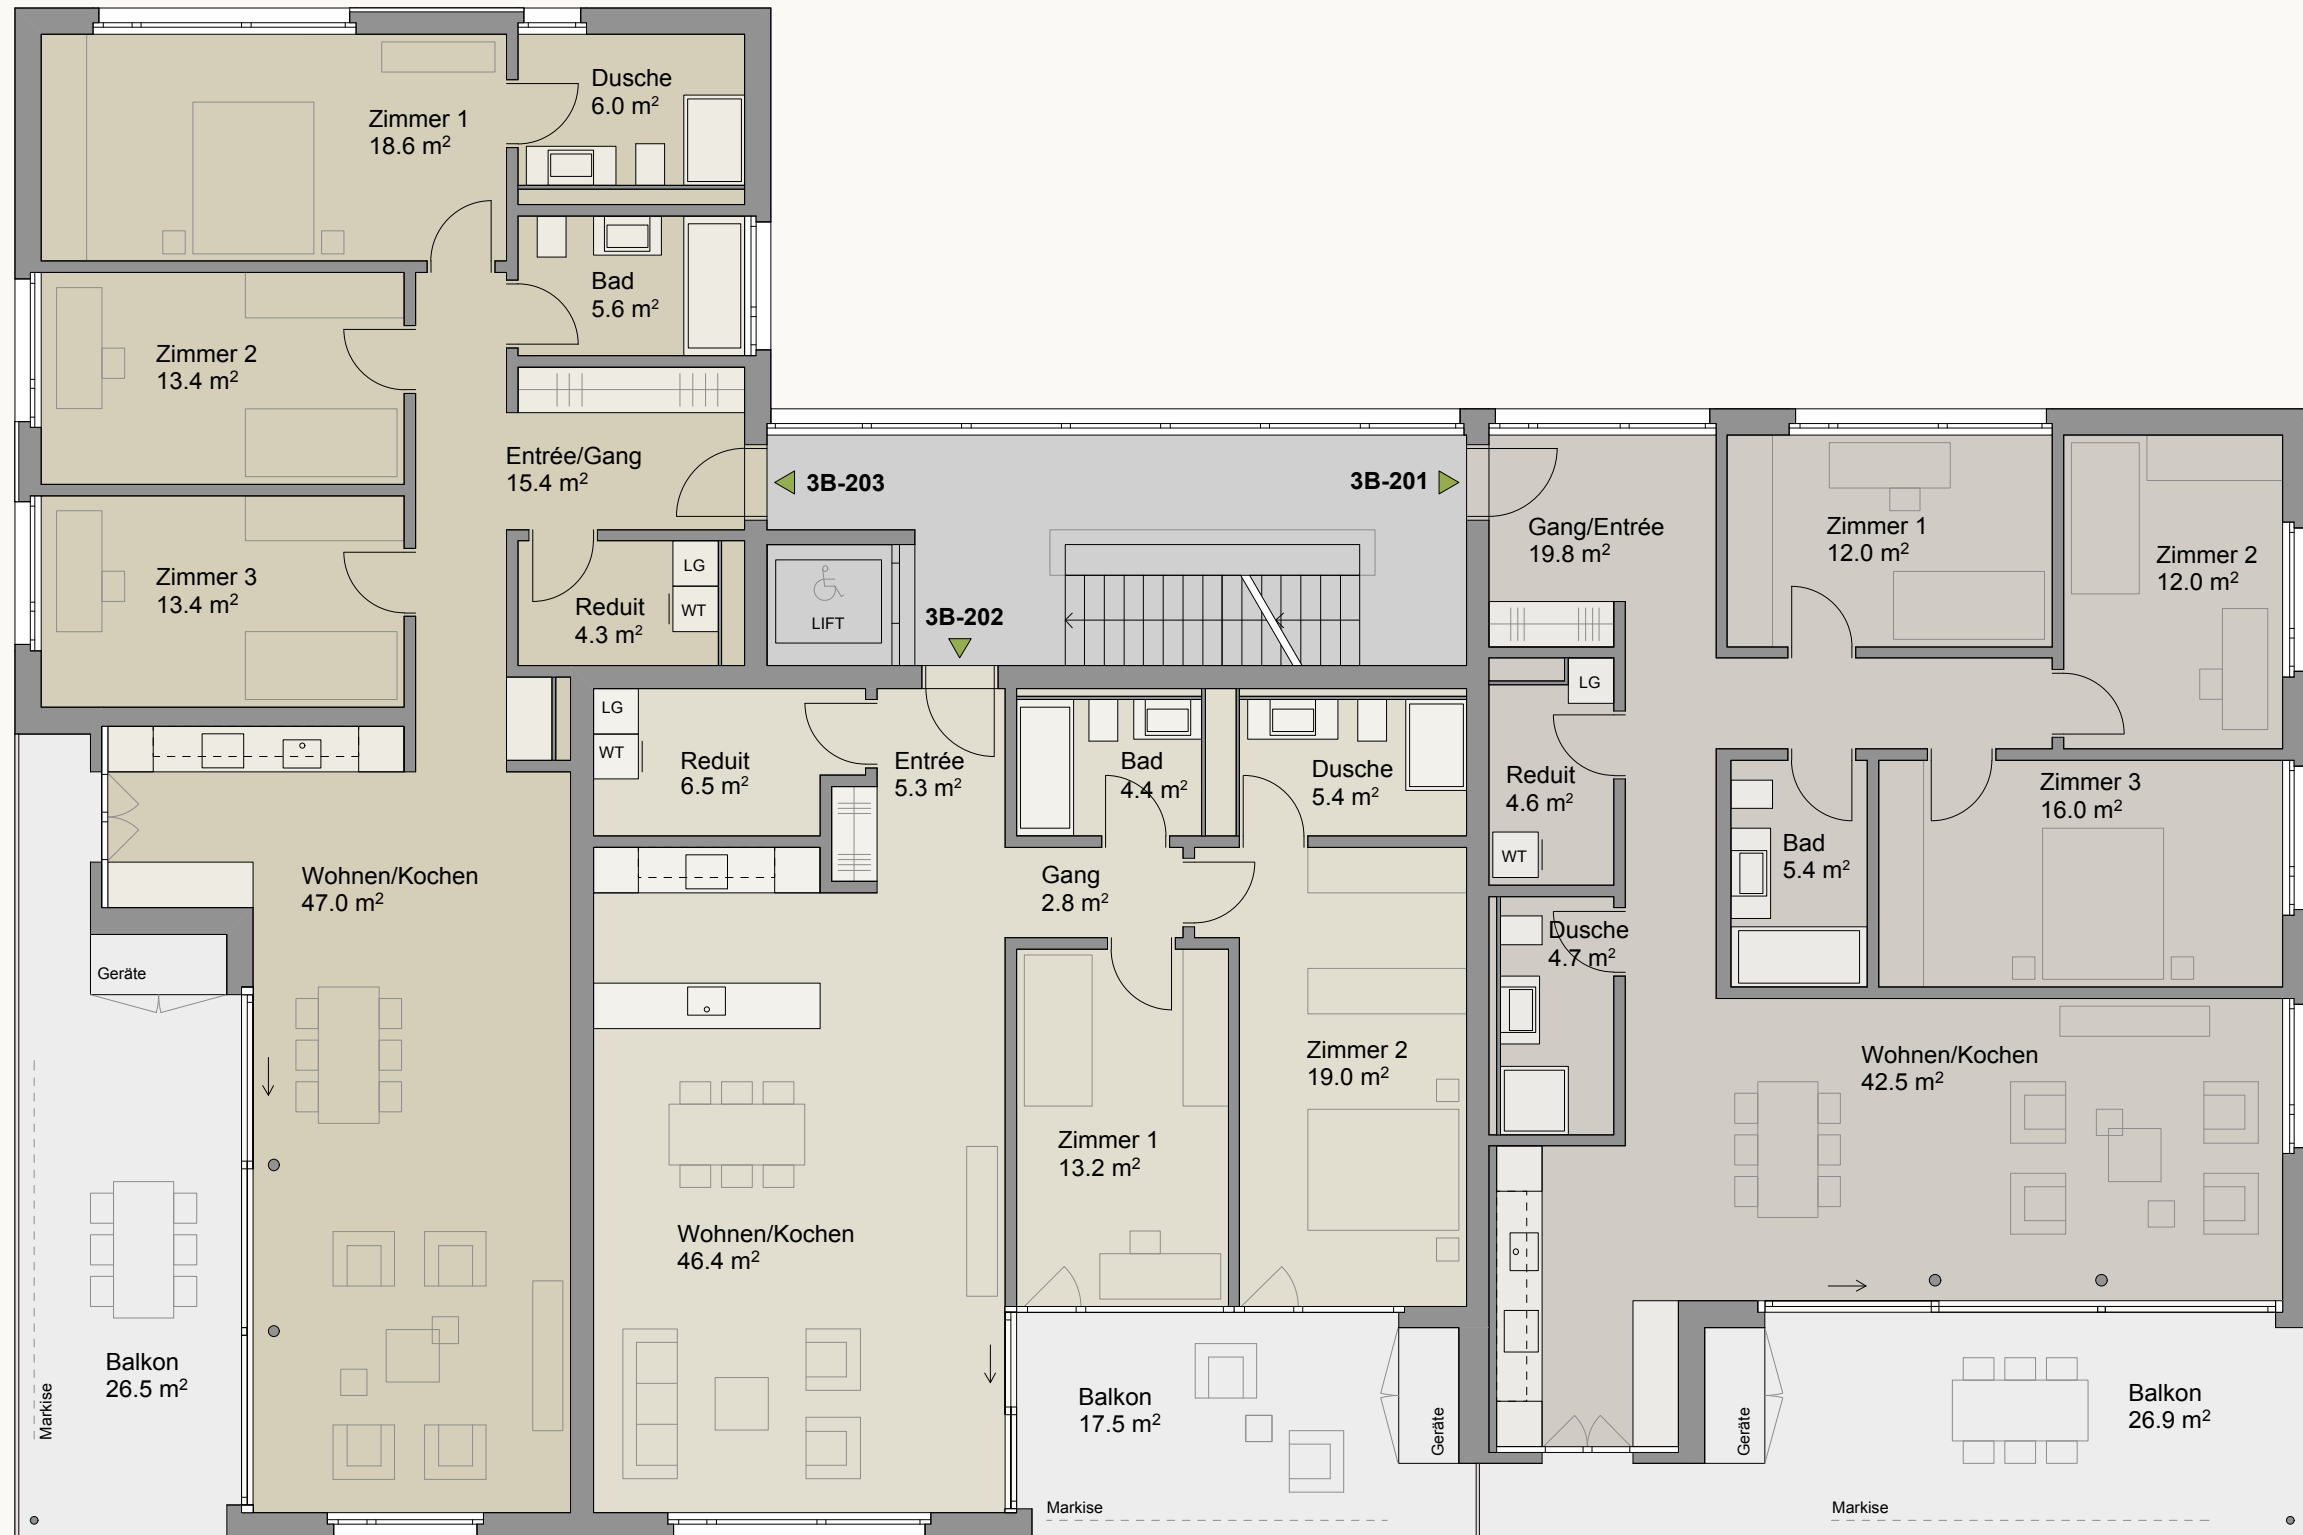 Dusche
6.0 m²
Zimmer 1
18.6 m²
Bad
5.6 m²
Zimmer 2
13.4 m²
Entrée/Gang
15.4 m²
3B-203
3B-201
Zimmer 3
13.4 m²
LG
WT
Reduit
4.3 m²
LIFT
3B-202
Gang/Entrée
19.8 m²
Zimmer 1
12.0 m²
Zimmer 2
12.0 m²
LG
WT
Reduit
6.5 m²
Entrée
5.3 m²
Bad
4.4 m²
Dusche
5.4 m²
LG
Reduit
4.6 m²
WT
Zimmer 3
16.0 m²
Bad
5.4 m²
Wohnen/Kochen
47.0 m²
Gang
2.8 m²
Dusche
4.7 m²
Geräte
Zimmer 2
19.0 m²
Wohnen/Kochen
42.5 m²
Zimmer 1
13.2 m²
Wohnen/Kochen
46.4 m²
Balkon
26.5 m²
Markise
Balkon
17.5 m²
Geräte
Geräte
Balkon
26.9 m²
Markise
Markise